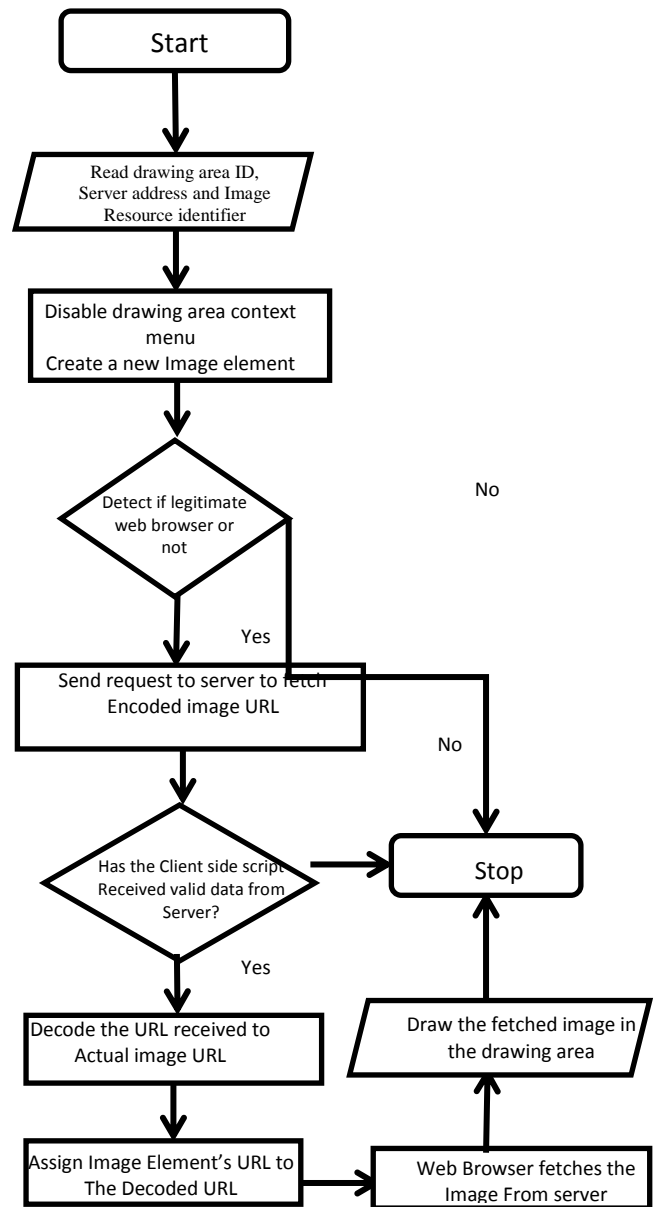 Start
Read drawing area ID,
Server address and Image
Resource identifier
Disable drawing area context
menu
Create a new Image element
Detect if legitimate
web browser or
not
No
Yes
Send request to server to fetch
Encoded image URL
No
Has the Client side script
Received valid data from
Server?
Stop
Yes
Decode the URL received to
Actual image URL
Draw the fetched image in
the drawing area
Assign Image Element's URL to
The Decoded URL
Web Browser fetches the
Image From server